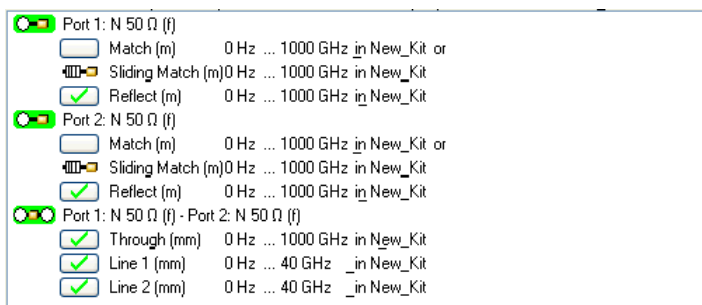 Port 1: N 50 Ω (f)
Match (m) 0 Hz ... 1000 GHz in New_Kit or
Sliding Match (m)0 Hz ... 1000 GHz in New_Kit
Reflect (m) 0 Hz ... 1000 GHz in New_Kit
Port 2: N 50 Ω (f)
Match (m) 0 Hz ... 1000 GHz in New_Kit or
Sliding Match (m)0 Hz ... 1000 GHz in New_Kit
Reflect (m) 0 Hz ... 1000 GHz in New_Kit
Port 1: N 50 Ω (f) - Port 2: N 50 Ω (f)
Through (mm) 0 Hz ... 1000 GHz in New_Kit
Line 1 (mm) 0 Hz ... 40 GHz _in New_Kit
Line 2 (mm) 0 Hz ... 40 GHz _in New_Kit